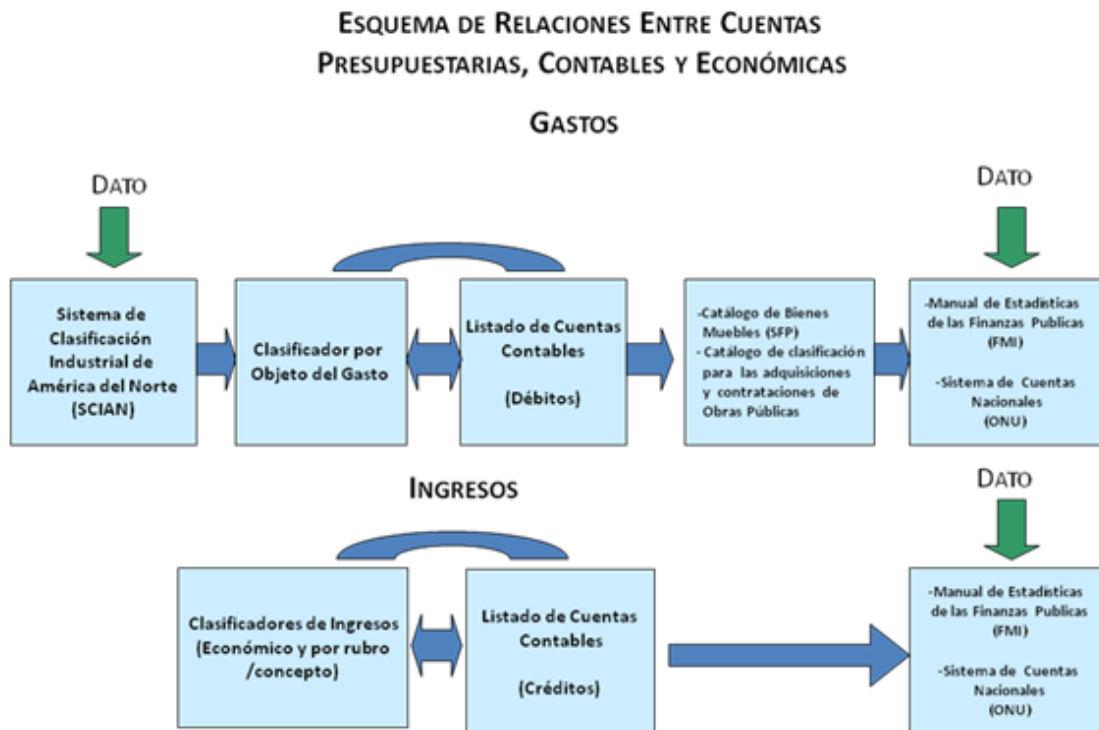 ESQUEMA DE RELACIONES ENTRE CUENTAS
PRESUPUESTARIAS, CONTABLES Y ECONÓMICAS
GASTOS
DATO
DATO
Sistema de
Clasificación
Industrial de
América del Norte
(SCIAN)
Clasificador por
Objeto del Gasto
Listado de Cuentas
Contables
(Débitos)
-Catálogo de Bienes
Muebles (SFP)
- Catálogo de clasificación
para las adquisiciones
y contrataciones de
Obras Públicas
-Manual de Estadísticas
de las Finanzas Publicas
(FMI)
-Sistema de Cuentas
Nacionales
(ONU)
INGRESOS
DATO
Clasificadores de Ingresos
(Económico y por rubro
/concepto)
Listado de Cuentas
Contables
(Créditos)
-Manual de Estadísticas
de las Finanzas Publicas
(FMI)
-Sistema de Cuentas
Nacionales
(ONU)